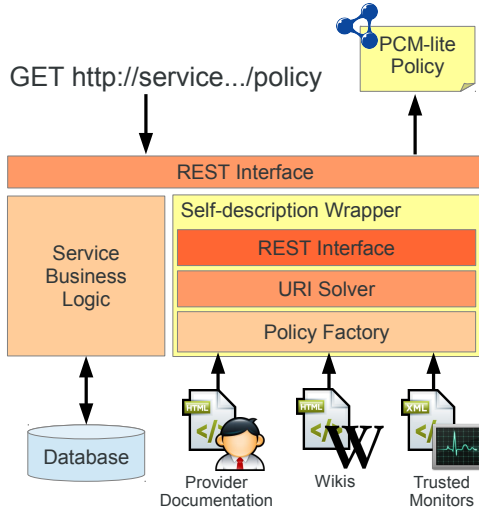 PCM-lite
Policy
GET http://service.../policy
REST Interface
Self-description Wrapper
Service
Business
Logic
REST Interface
URI Solver
Policy Factory
HTML
</>
HTML
</>
XML
</>
W
Database
Provider
Documentation
Wikis
Trusted
Monitors